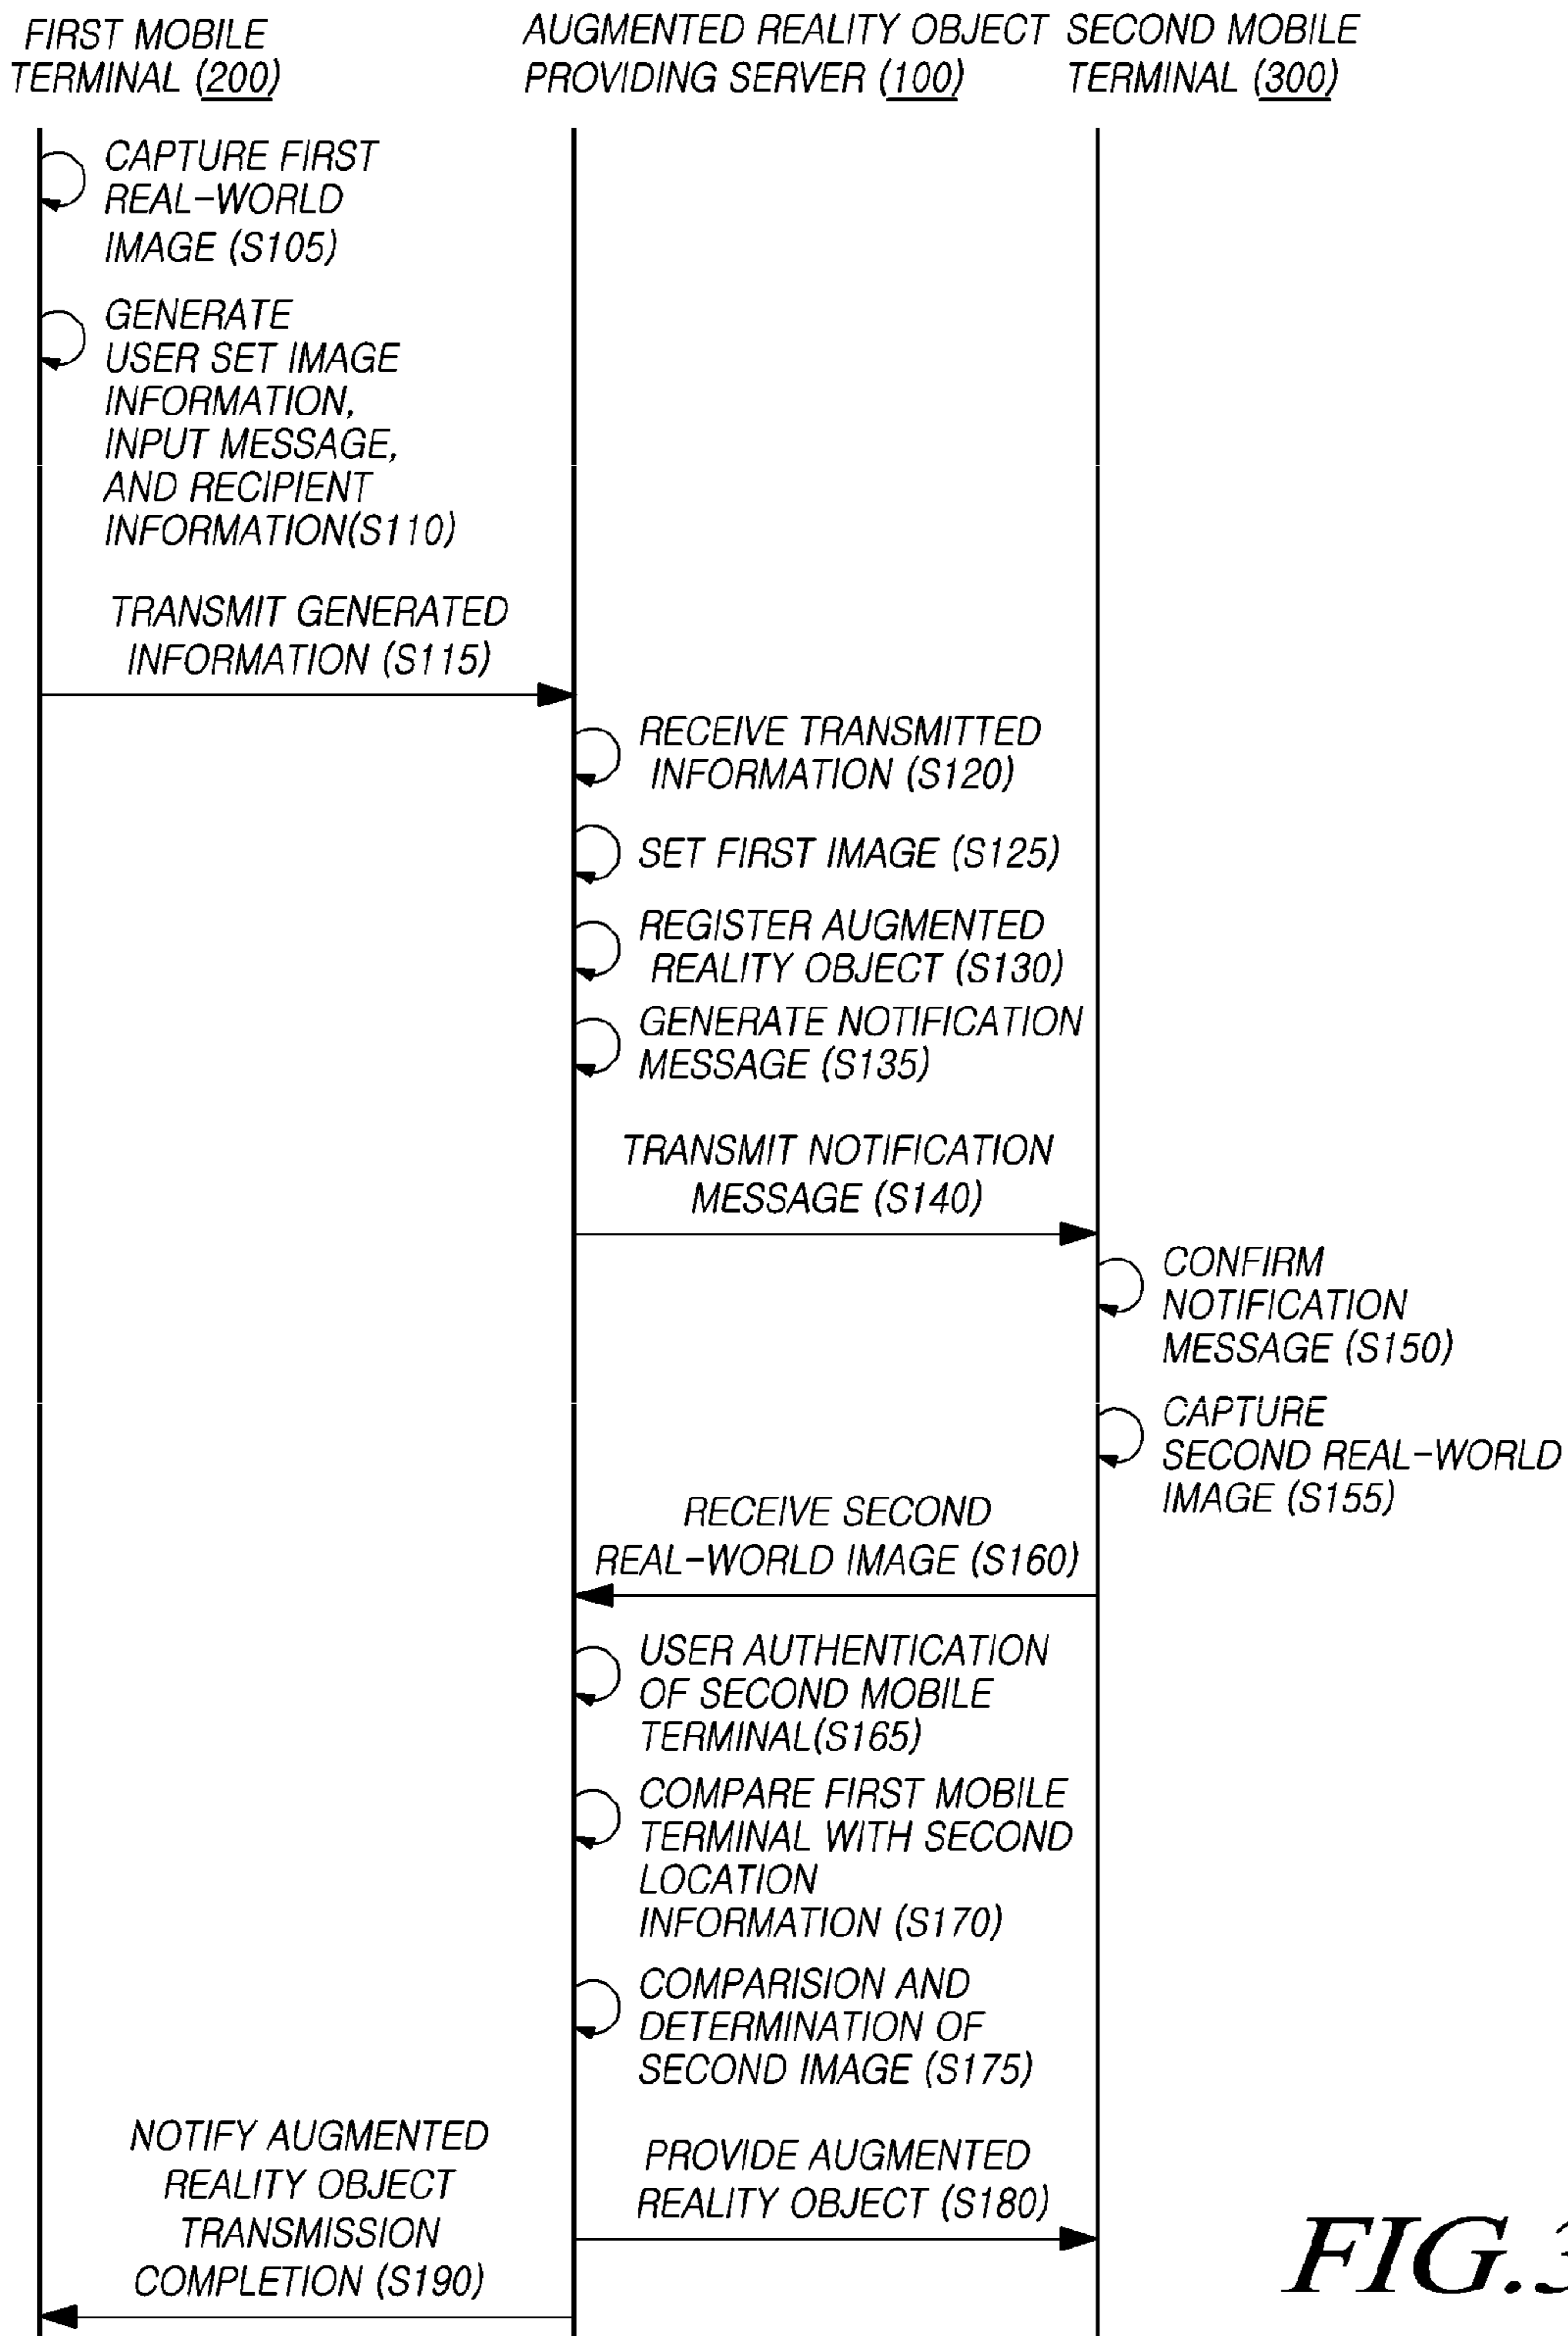 FIRST MOBILE
TERMINAL (200)
AUGMENTED REALITY OBJECT
PROVIDING SERVER (100)
SECOND MOBILE
TERMINAL (300)
CAPTURE FIRST
REAL-WORLD
IMAGE (S105)
GENERATE
USER SET IMAGE
INFORMATION,
INPUT MESSAGE,
AND RECIPIENT
INFORMATION(S110)
TRANSMIT GENERATED
INFORMATION (S115)
RECEIVE TRANSMITTED
INFORMATION (S120)
SET FIRST IMAGE (S125)
REGISTER AUGMENTED
REALITY OBJECT (S130)
GENERATE NOTIFICATION
MESSAGE (S135)
TRANSMIT NOTIFICATION
MESSAGE (S140)
CONFIRM
NOTIFICATION
MESSAGE (S150)
CAPTURE
SECOND REAL-WORLD
IMAGE (S155)
RECEIVE SECOND
REAL-WORLD IMAGE (S160)
USER AUTHENTICATION
OF SECOND MOBILE
TERMINAL(S165)
COMPARE FIRST MOBILE
TERMINAL WITH SECOND
LOCATION
INFORMATION (S170)
COMPARISION AND
DETERMINATION OF
SECOND IMAGE (S175)
NOTIFY AUGMENTED
REALITY OBJECT
TRANSMISSION
COMPLETION (S190)
PROVIDE AUGMENTED
REALITY OBJECT (S180)
FIG.3